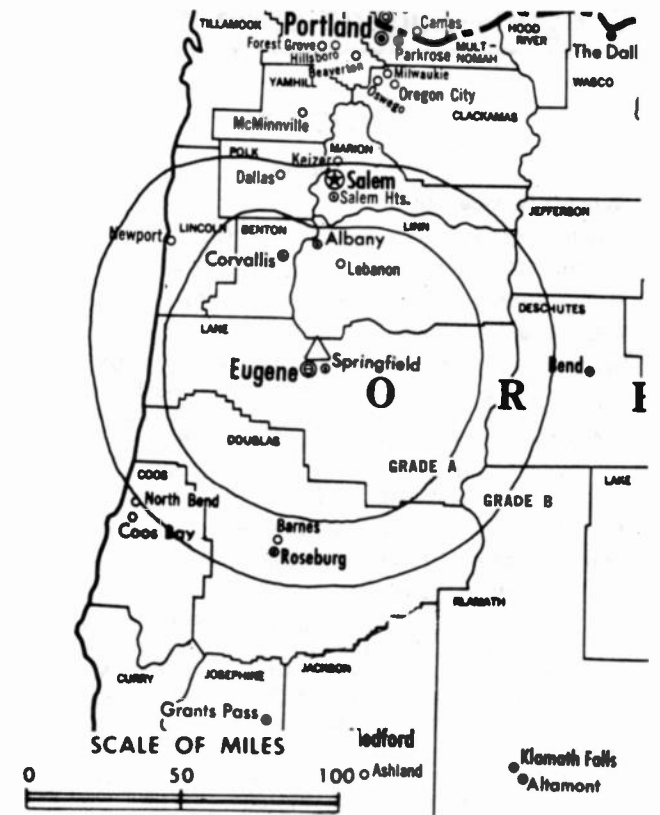 TILLAMOOK
Portland
Camas
HOOD
RIVER
Forest Grove
Parkrose
MULT-
NOMAH
The Dall
Hillsboro
Beaverton
Milwaukie
WASCO
YAMHILL
Oswego
Oregon City
CLACKAMAS
McMinnville
MARION
POLK
Keizer
Dallas
Salem
Salem Hts.
JEFFERSON
LINCOLN
BENTON
LINN
Newport
Albany
Corvallis
Lebanon
DESCHUTES
LANE
Eugene
Springfield
Bend
O R
DOUGLAS
GRADE A
COOS
LAKE
North Bend
GRADE B
Coos Bay
Barnes
Roseburg
KLAMATH
CURRY
JOSEPHINE
JACKSON
Grants Pass
SCALE OF MILES
edford
Klamath Falls
0 50 100
Ashland
Altamont